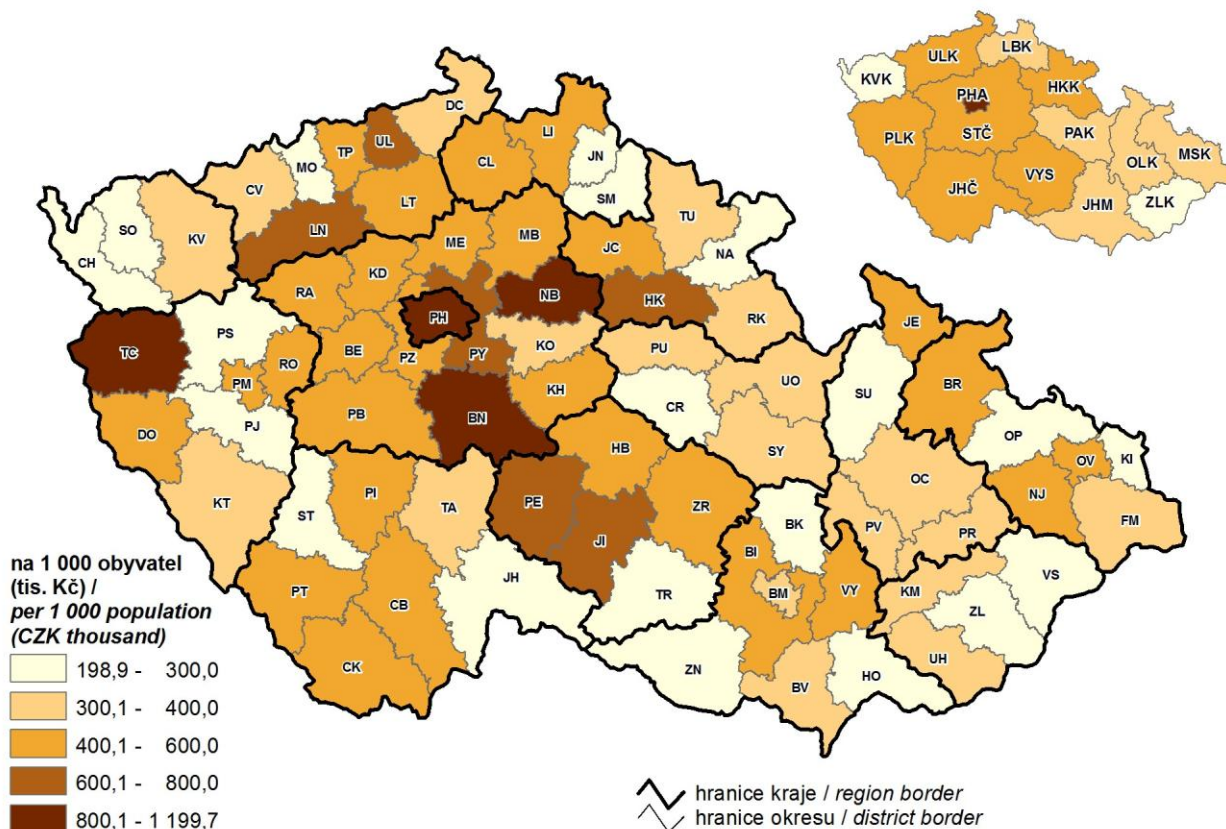 DC
UL
LI
TP
MO
JN
CL
CV
LT
SM
LN
TU
SO
KV
ME
MB
JC
NA
CH
KD
RA
NB
HK
PH
RK
PS
TC
BE
PZ
PY
KO
PU
RO
PM
UO
KH
CR
PB
BN
PJ
DO
SY
HB
KT
ST
PI
TA
PE
ZR
JI
JE
BR
SU
OP
OV
KI
OC
NJ
FM
BK
PV
PR
BI
JH
TR
PT
CB
BM
VY
KM
VS
ZL
CK
ZN
UH
BV
HO
LBK
ULK
KVK
HKK
PHA
STČ
PLK
PAK
MSK
OLK
VYS
JHČ
JHM
ZLK
na 1 000 obyvatel
(tis. Kč) /
per 1 000 population
(CZK thousand)
198,9 - 300,0
300,1 - 400,0
400,1 - 600,0
600,1 - 800,0
800,1 - 1 199,7
hranice kraje / region border
hranice okresu / district border